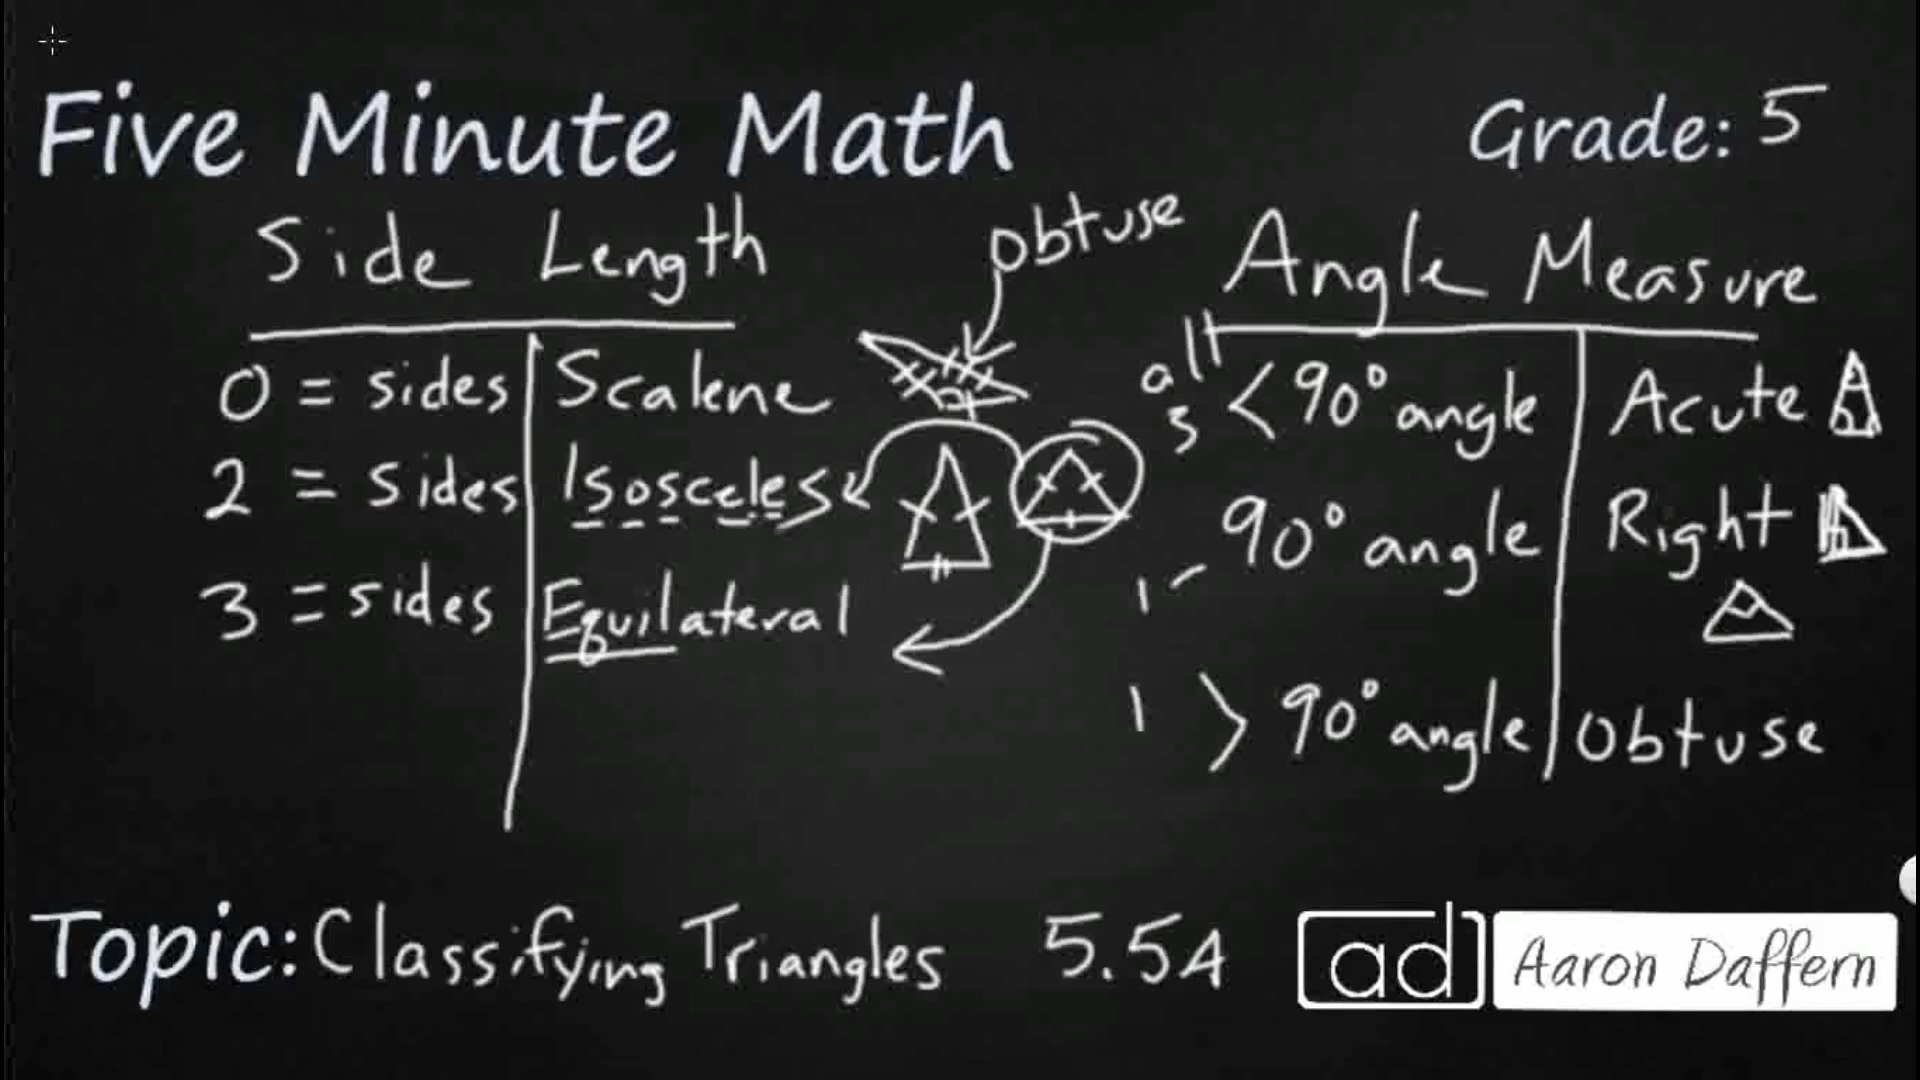 Five Minute Math
Grade: 5
Side Length
obtuse
Angle Measure
0 = sides Scalene
2 = sides Isosceles
3 = sides Equilateral
all 3 < 90° angle Acute
1 - 90° angle Right
1 > 90° angle Obtuse
Topic: Classifying Triangles 5.5A
ad Aaron Daffern